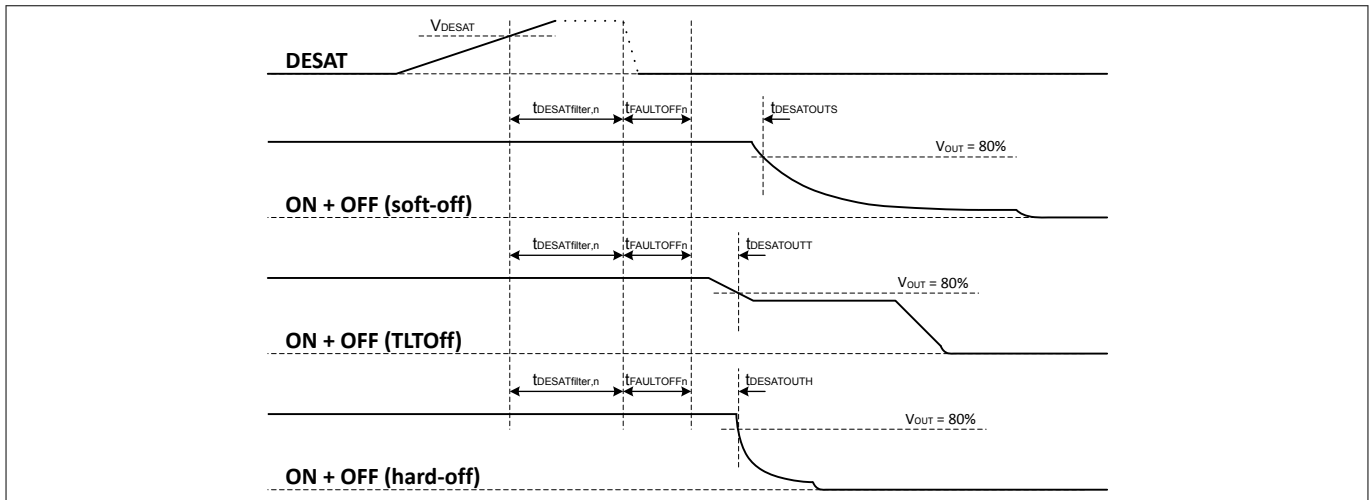 VDESAT
DESAT
tDESATfilter,n tFAULTOFFn tDESATOUTS
VOUT = 80%
ON + OFF (soft-off)
tDESATfilter,n tFAULTOFFn tDESATOUTT
VOUT = 80%
ON + OFF (TLTOff)
tDESATfilter,n tFAULTOFFn tDESATOUTH
VOUT = 80%
ON + OFF (hard-off)